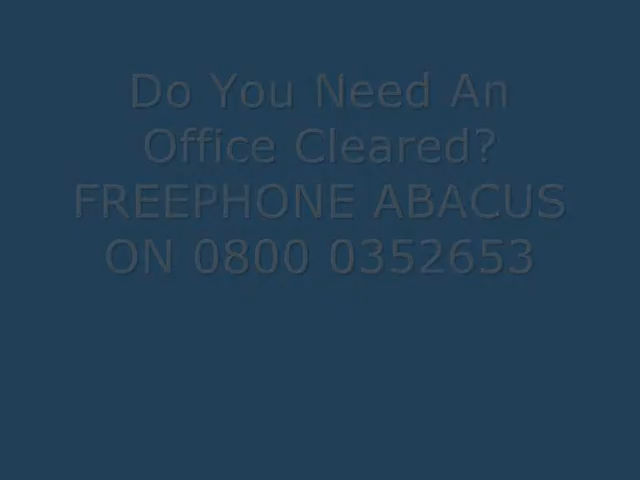 Do You Need An
Office Cleared?
FREEPHONE ABACUS
ON 0800 0352653